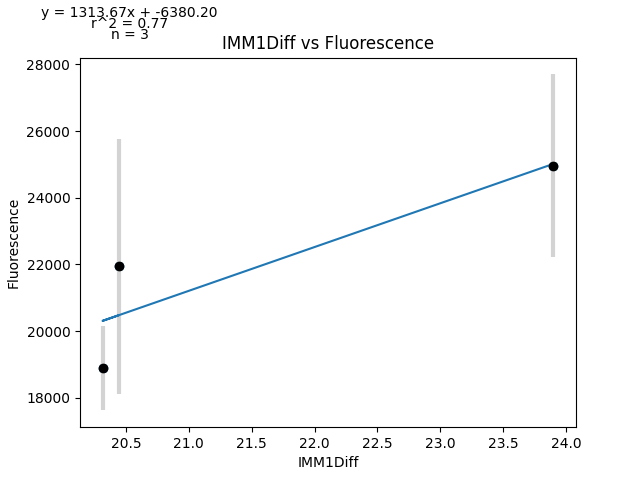 y = 1313.67x + -6380.20
r^2 = 0.77
n = 3
IMM1Diff vs Fluorescence
28000
26000
24000
22000
20000
18000
Fluorescence
20.5 21.0 21.5 22.0 22.5 23.0 23.5 24.0
IMM1Diff